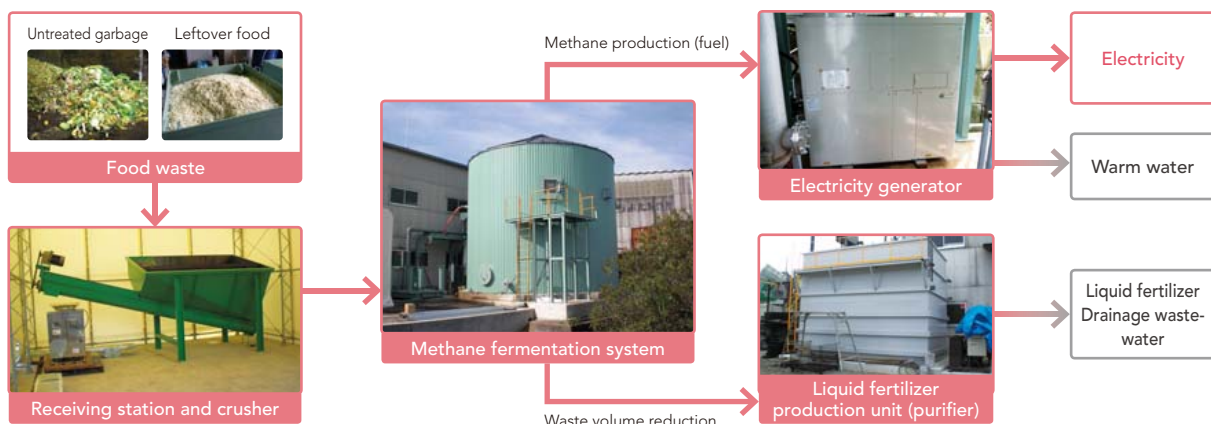 Untreated garbage
Leftover food
Food waste
Receiving station and crusher
Methane fermentation system
Methane production (fuel)
Electricity generator
Electricity
Warm water
Waste volume reduction
Liquid fertilizer
production unit (purifier)
Liquid fertilizer
Drainage waste-
water